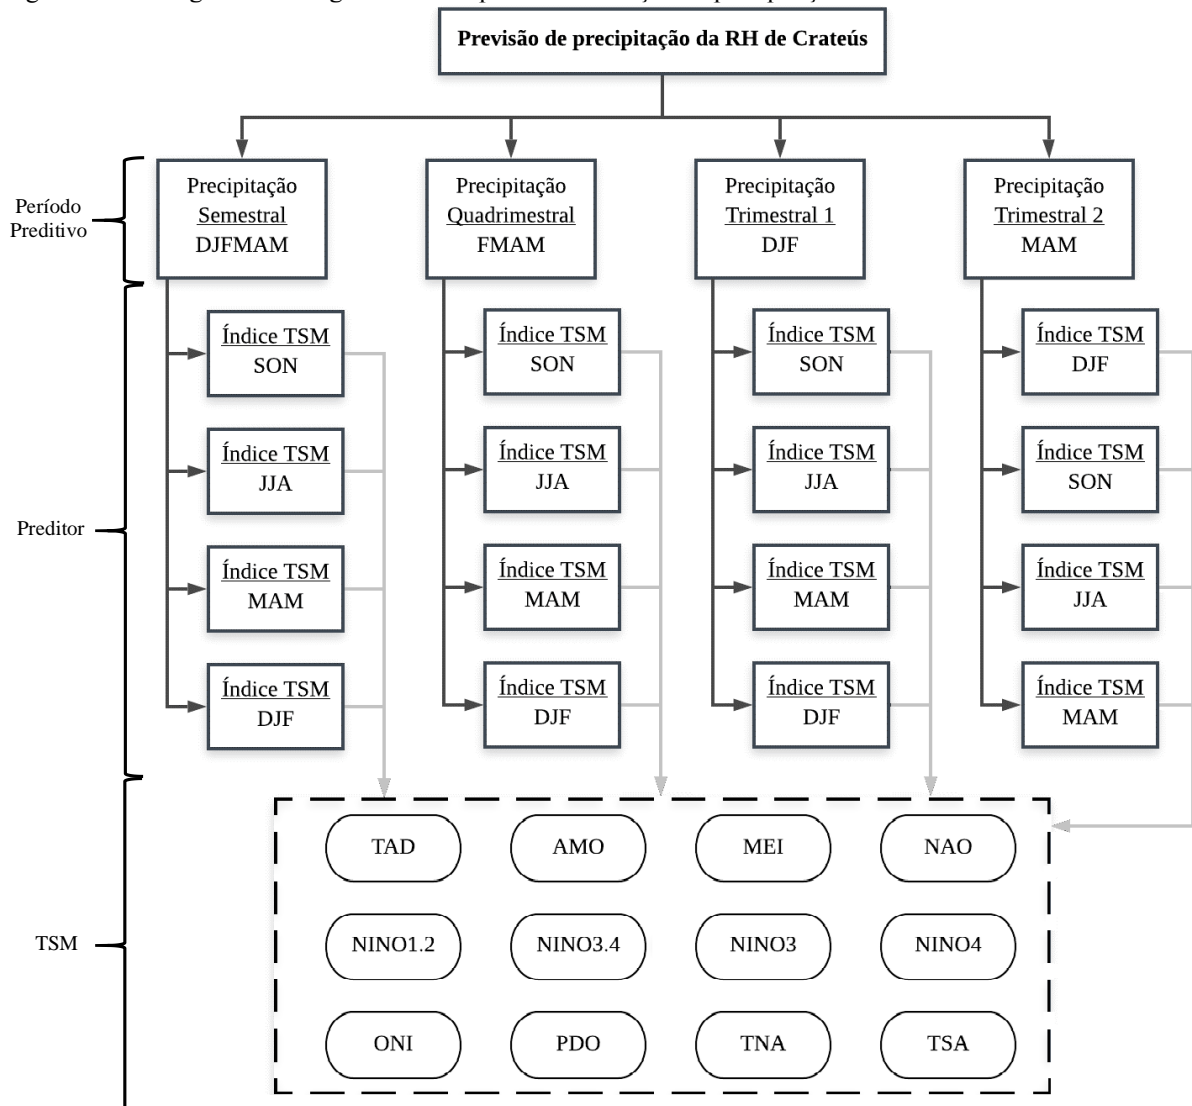 Previsão de precipitação da RH de Crateús
Período
Preditivo
Precipitação
Semestral
DJFMAM
Precipitação
Quadrimestral
FMAM
Precipitação
Trimestral 1
DJF
Precipitação
Trimestral 2
MAM
Preditor
Índice TSM
SON
Índice TSM
JJA
Índice TSM
MAM
Índice TSM
DJF
Índice TSM
SON
Índice TSM
JJA
Índice TSM
MAM
Índice TSM
DJF
Índice TSM
SON
Índice TSM
JJA
Índice TSM
MAM
Índice TSM
DJF
Índice TSM
DJF
Índice TSM
SON
Índice TSM
JJA
Índice TSM
MAM
TSM
TAD
AMO
MEI
NAO
NINO1.2
NINO3.4
NINO3
NINO4
ONI
PDO
TNA
TSA